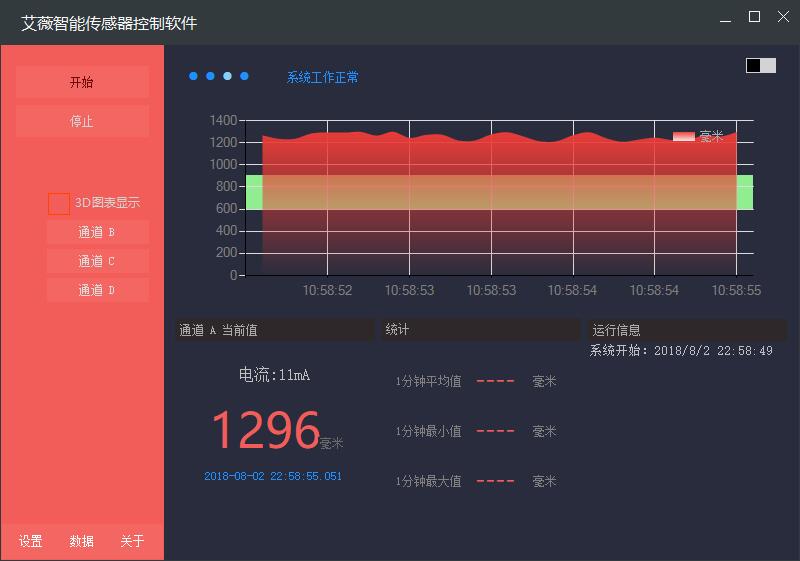 艾薇智能传感器控制软件
开始
停止
3D图表显示
通道 B
通道 C
通道 D
设置 数据 关于
系统工作正常
1400
1200
1000
800
600
400
200
0
毫米
10:58:52 10:58:53 10:58:53 10:58:54 10:58:54 10:58:55
通道 A 当前值
电流:11mA
1296毫米
2018-08-02 22:58:55.051
统计
1分钟平均值 ---- 毫米
1分钟最小值 ---- 毫米
1分钟最大值 ---- 毫米
运行信息
系统开始: 2018/8/2 22:58:49